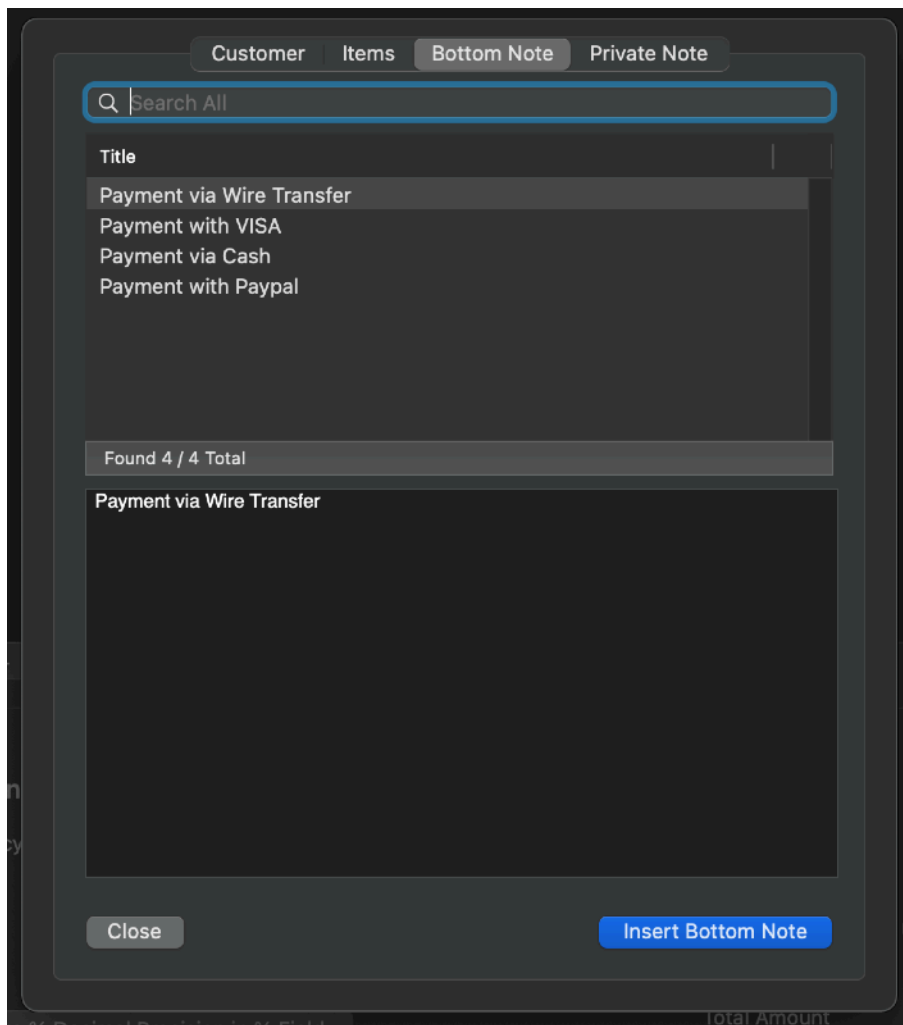 Customer Items Bottom Note Private Note
Search All
Title
Payment via Wire Transfer
Payment with VISA
Payment via Cash
Payment with Paypal
Found 4 / 4 Total
Payment via Wire Transfer
Close Insert Bottom Note
Total Amount